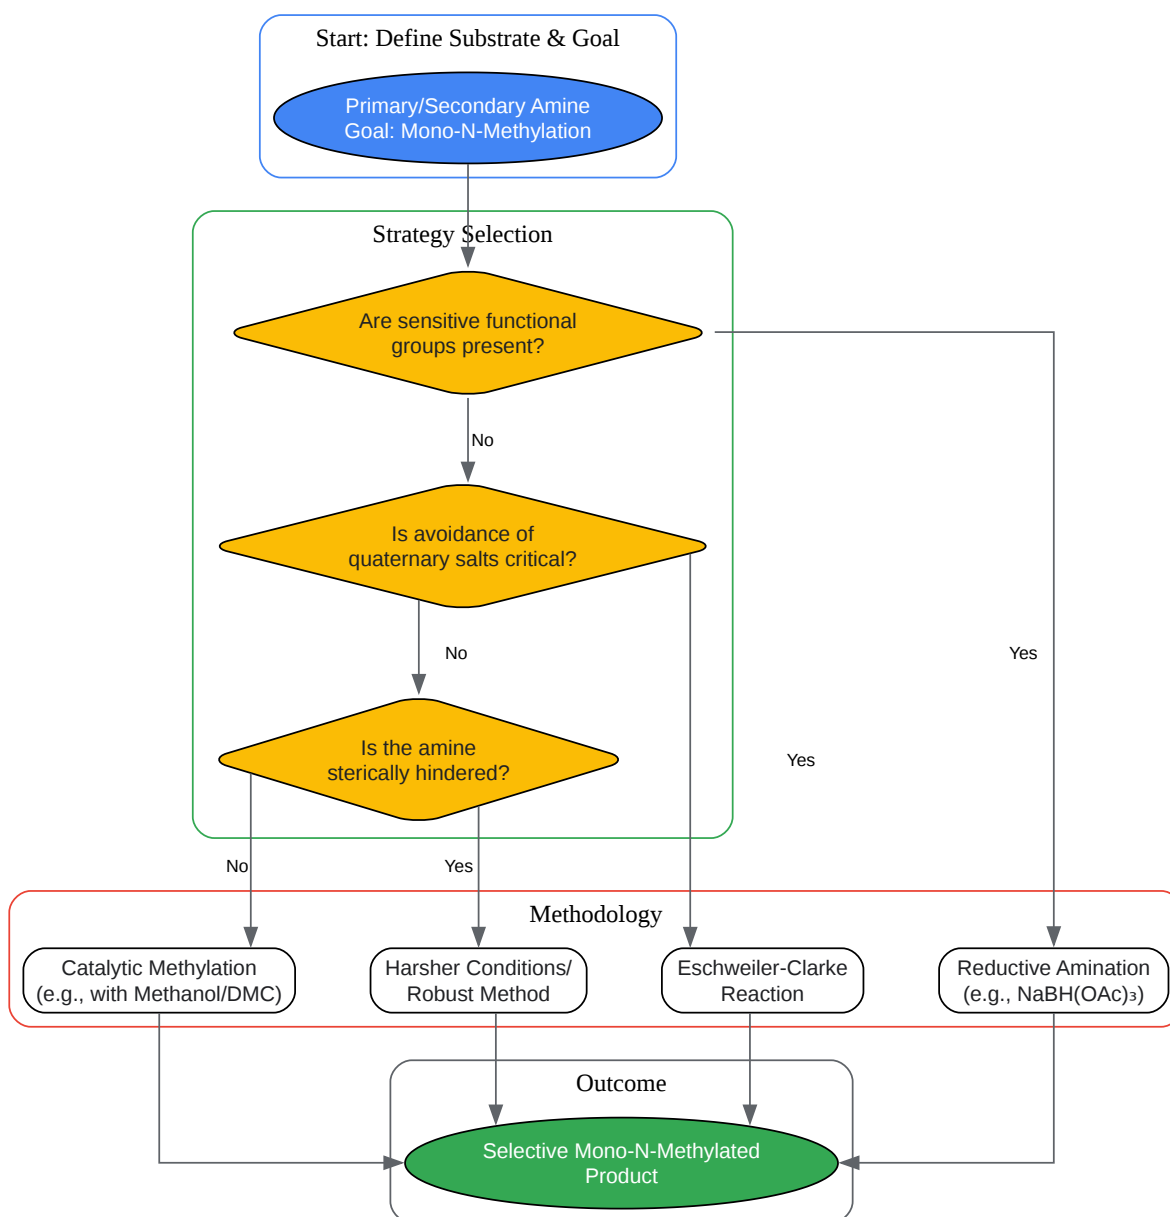 Start: Define Substrate & Goal
Primary/Secondary Amine
Goal: Mono-N-Methylation
Strategy Selection
Are sensitive functional
groups present?
No
Is avoidance of
quaternary salts critical?
No
Yes
Is the amine
sterically hindered?
Yes
No
Yes
Methodology
Catalytic Methylation
(e.g., with Methanol/DMC)
Harsher Conditions/
Robust Method
Eschweiler-Clarke
Reaction
Reductive Amination
(e.g., NaBH(OAc)₃)
Outcome
Selective Mono-N-Methylated
Product